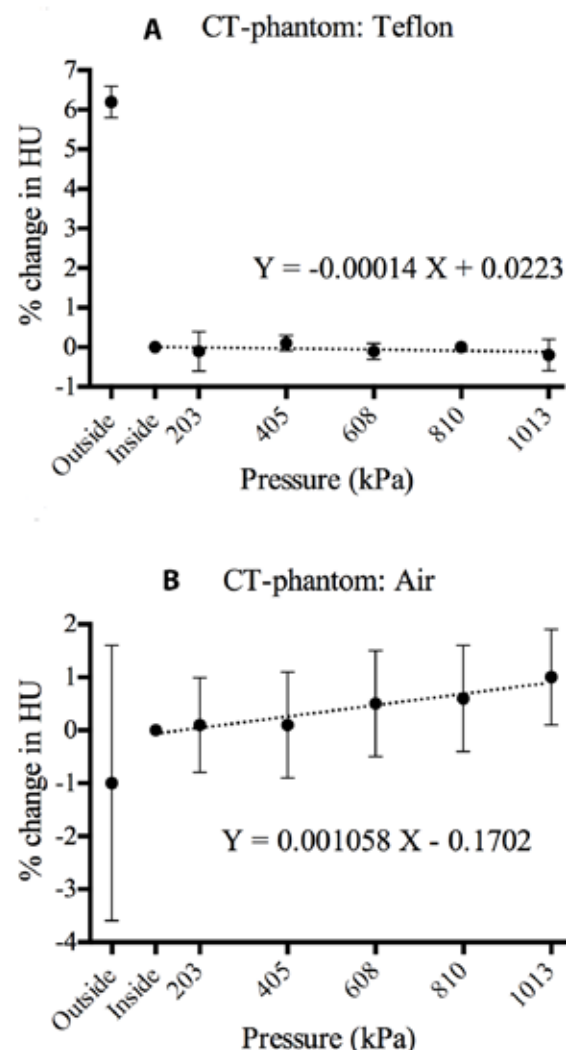 A CT-phantom: Teflon
7
6
5
4
3
2
1
0
-1
% change in HU
Y = -0.00014 X + 0.0223
Outside
Inside
203
405
608
810
1013
Pressure (kPa)
B CT-phantom: Air
2
1
0
-1
-2
-3
-4
% change in HU
Y = 0.001058 X - 0.1702
Outside
Inside
203
405
608
810
1013
Pressure (kPa)